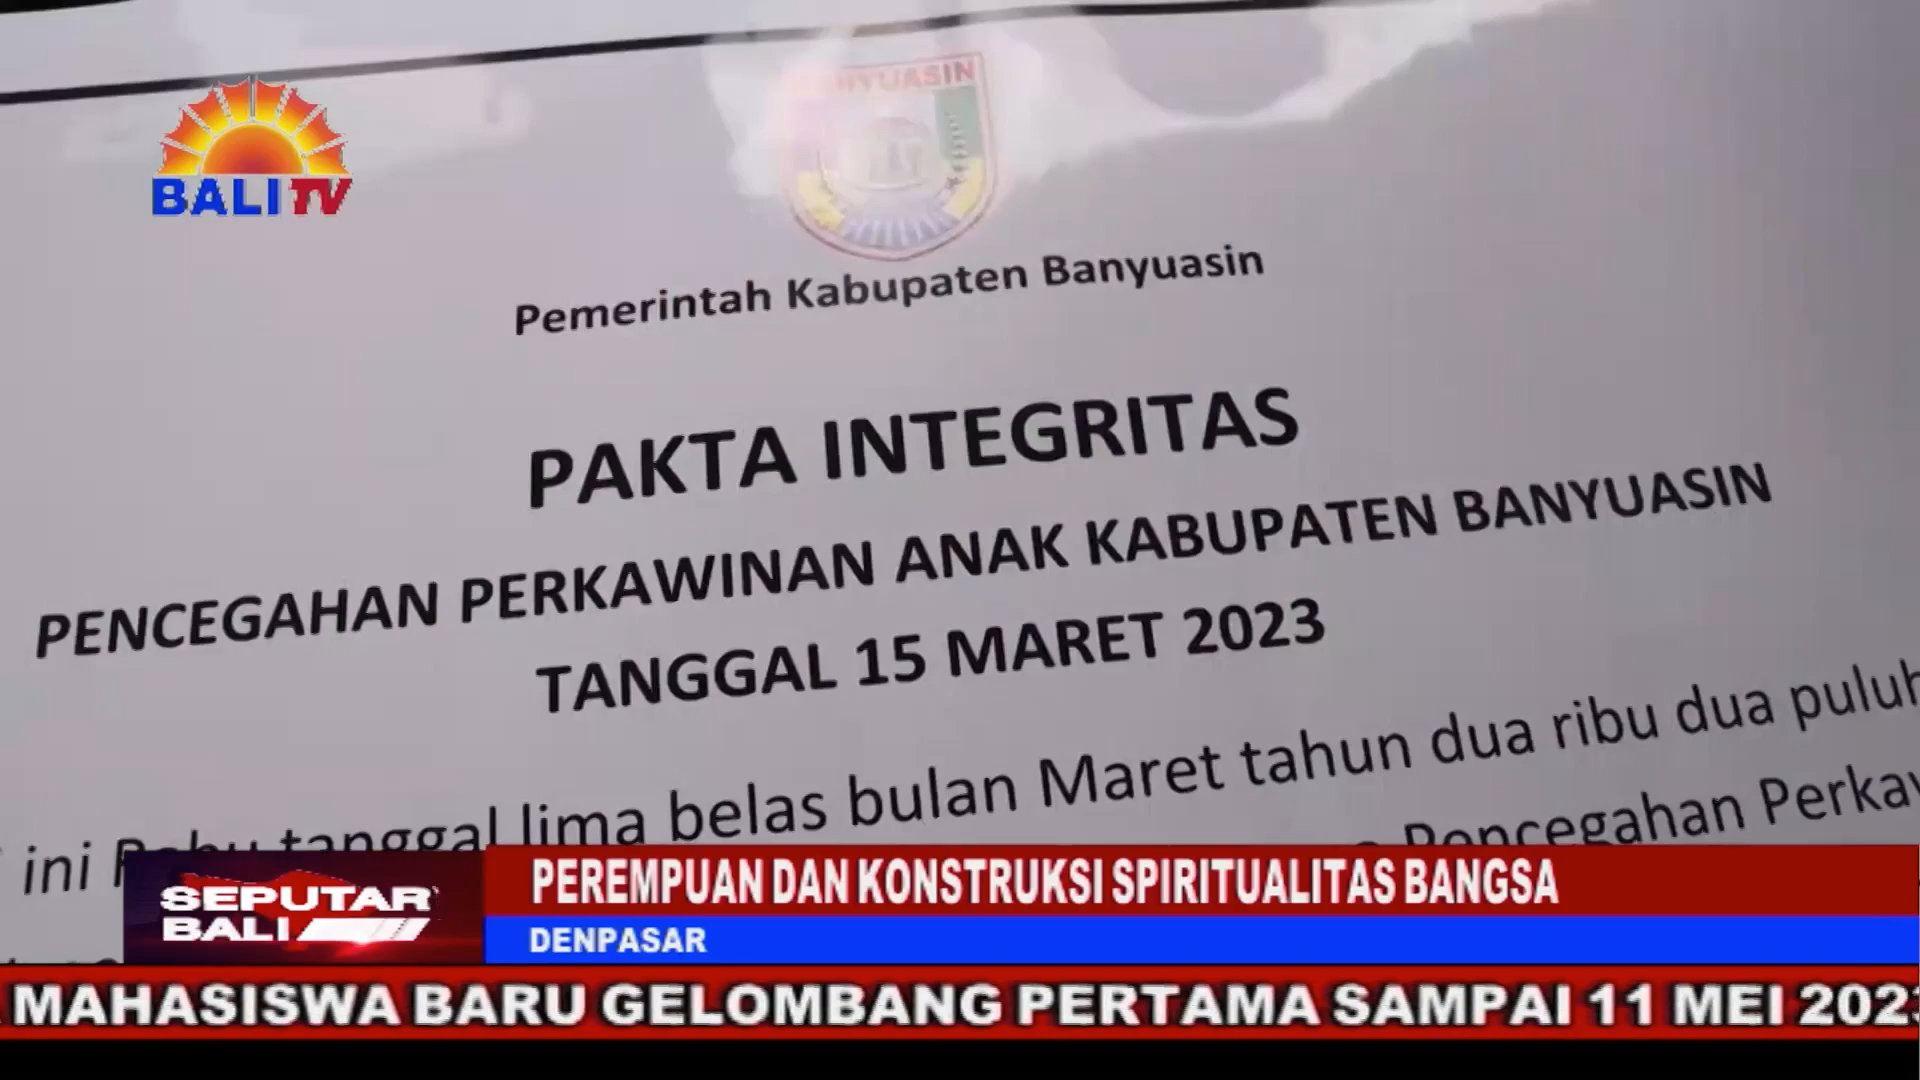 BANYUASIN
BALI TV
Pemerintah Kabupaten Banyuasin
PAKTA INTEGRITAS
PENCEGAHAN PERKAWINAN ANAK KABUPATEN BANYUASIN
TANGGAL 15 MARET 2023
ini Rabu tanggal lima belas bulan Maret tahun dua ribu dua puluh
Pencegahan
SEPUTAR
BALI
PEREMPUAN DAN KONSTRUKSI SPIRITUALITAS BANGSA
DENPASAR
MAHASISWA BARU GELOMBANG PERTAMA SAMPAI 11 MEI 2023